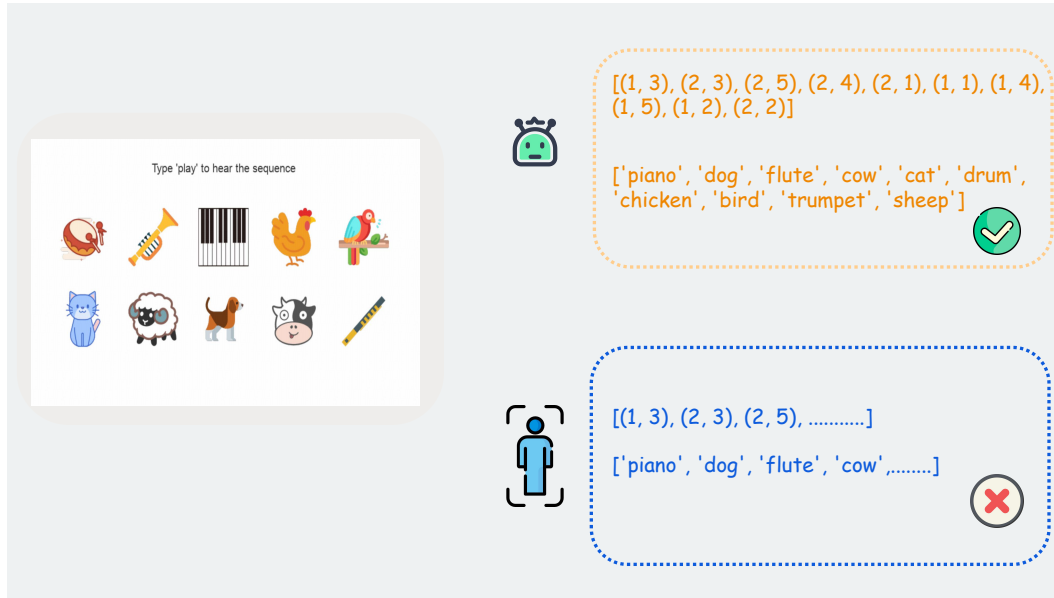 Type 'play' to hear the sequence
[(1, 3), (2, 3), (2, 5), (2, 4), (2, 1), (1, 1), (1, 4),
(1, 5), (1, 2), (2, 2)]
['piano', 'dog', 'flute', 'cow', 'cat', 'drum',
'chicken', 'bird', 'trumpet', 'sheep']
[(1, 3), (2, 3), (2, 5), ...........]
['piano', 'dog', 'flute', 'cow',........]